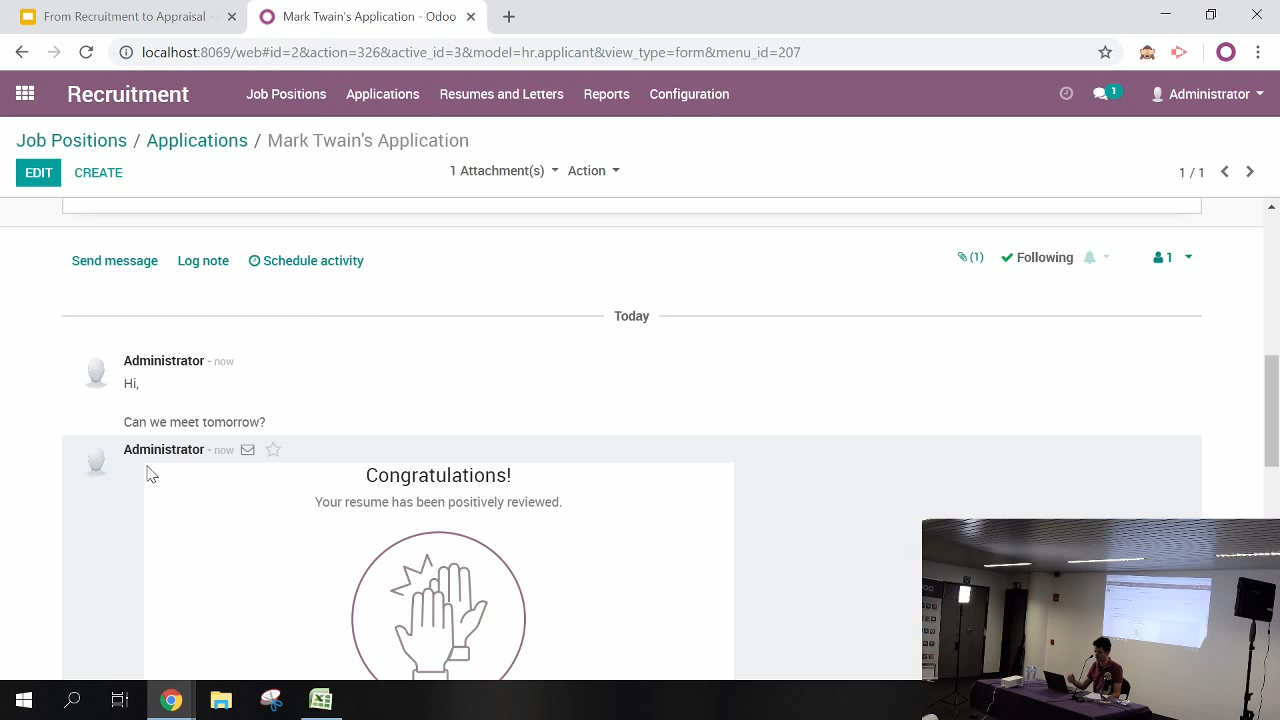 From Recruitment to Appraisal -
Mark Twain's Application - Odoo
localhost:8069/web#id=2&action=326&active_id=3&model=hr.applicant&view_type=form&menu_id=207
Recruitment Job Positions Applications Resumes and Letters Reports Configuration 1 Administrator
Job Positions / Applications / Mark Twain's Application
EDIT CREATE 1 Attachment(s) Action 1 / 1
Send message Log note Schedule activity (1) Following 1
Today
Administrator - now
Hi,
Can we meet tomorrow?
Administrator - now
Congratulations!
Your resume has been positively reviewed.